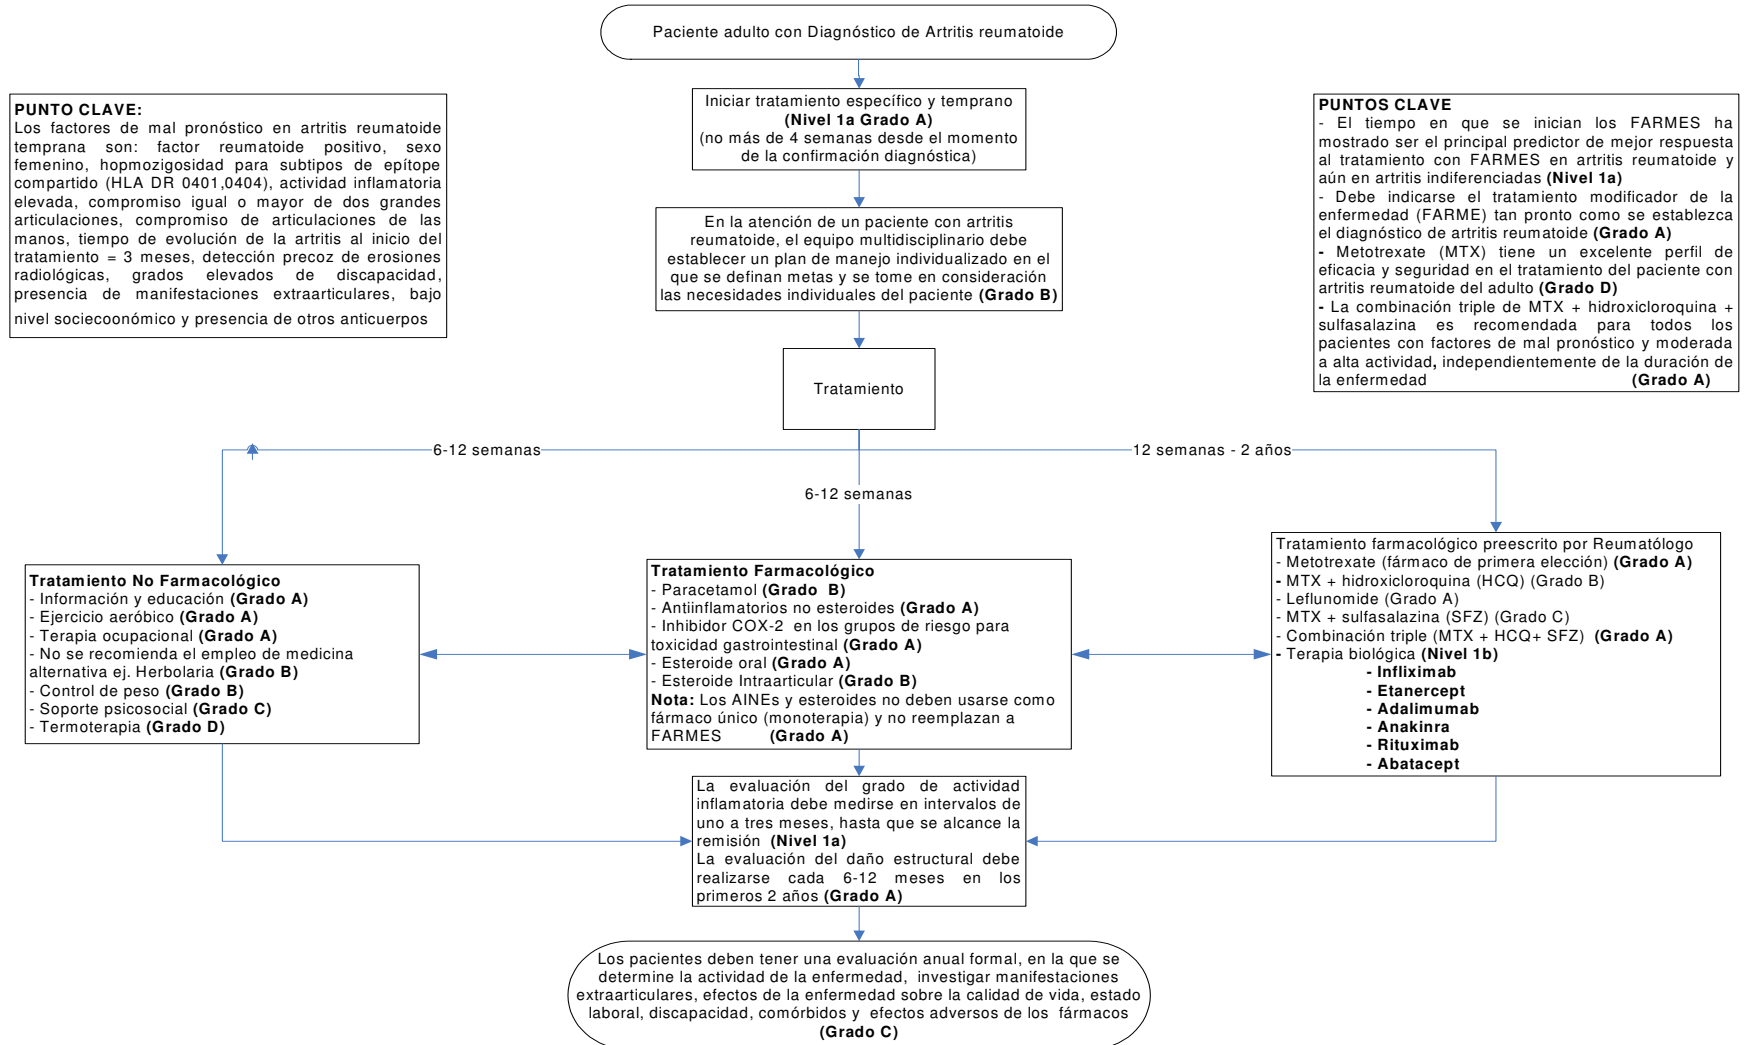 Paciente adulto con Diagnóstico de Artritis reumatoide
Iniciar tratamiento específico y temprano
(Nivel 1a Grado A)
(no más de 4 semanas desde el momento
de la confirmación diagnóstica)
PUNTO CLAVE:
Los factores de mal pronóstico en artritis reumatoide
temprana son: factor reumatoide positivo, sexo
femenino, hopmozigosidad para subtipos de epítope
compartido (HLA DR 0401,0404), actividad inflamatoria
elevada, compromiso igual o mayor de dos grandes
articulaciones, compromiso de articulaciones de las
manos, tiempo de evolución de la artritis al inicio del
tratamiento = 3 meses, detección precoz de erosiones
radiológicas, grados elevados de discapacidad,
presencia de manifestaciones extraarticulares, bajo
nivel sociecoonómico y presencia de otros anticuerpos
PUNTOS CLAVE
- El tiempo en que se inician los FARMES ha
mostrado ser el principal predictor de mejor respuesta
al tratamiento con FARMES en artritis reumatoide y
aún en artritis indiferenciadas (Nivel 1a)
- Debe indicarse el tratamiento modificador de la
enfermedad (FARME) tan pronto como se establezca
el diagnóstico de artritis reumatoide (Grado A)
- Metotrexate (MTX) tiene un excelente perfil de
eficacia y seguridad en el tratamiento del paciente con
artritis reumatoide del adulto (Grado D)
- La combinación triple de MTX + hidroxicloroquina +
sulfasalazina es recomendada para todos los
pacientes con factores de mal pronóstico y moderada
a alta actividad, independientemente de la duración de
la enfermedad (Grado A)
En la atención de un paciente con artritis
reumatoide, el equipo multidisciplinario debe
establecer un plan de manejo individualizado en el
que se definan metas y se tome en consideración
las necesidades individuales del paciente (Grado B)
Tratamiento
6-12 semanas
12 semanas - 2 años
6-12 semanas
Tratamiento No Farmacológico
- Información y educación (Grado A)
- Ejercicio aeróbico (Grado A)
- Terapia ocupacional (Grado A)
- No se recomienda el empleo de medicina
alternativa ej. Herbolaria (Grado B)
- Control de peso (Grado B)
- Soporte psicosocial (Grado C)
- Termoterapia (Grado D)
Tratamiento Farmacológico
- Paracetamol (Grado B)
- Antiinflamatorios no esteroides (Grado A)
- Inhibidor COX-2 en los grupos de riesgo para
toxicidad gastrointestinal (Grado A)
- Esteroide oral (Grado A)
- Esteroide Intraarticular (Grado B)
Nota: Los AINEs y esteroides no deben usarse como
fármaco único (monoterapia) y no reemplazan a
FARMES (Grado A)
Tratamiento farmacológico preescrito por Reumatólogo
- Metotrexate (fármaco de primera elección) (Grado A)
- MTX + hidroxicloroquina (HCQ) (Grado B)
- Leflunomide (Grado A)
- MTX + sulfasalazina (SFZ) (Grado C)
- Combinación triple (MTX + HCQ+ SFZ) (Grado A)
- Terapia biológica (Nivel 1b)
- Infliximab
- Etanercept
- Adalimumab
- Anakinra
- Rituximab
- Abatacept
La evaluación del grado de actividad
inflamatoria debe medirse en intervalos de
uno a tres meses, hasta que se alcance la
remisión (Nivel 1a)
La evaluación del daño estructural debe
realizarse cada 6-12 meses en los
primeros 2 años (Grado A)
Los pacientes deben tener una evaluación anual formal, en la que se
determine la actividad de la enfermedad, investigar manifestaciones
extraarticulares, efectos de la enfermedad sobre la calidad de vida, estado
laboral, discapacidad, comórbidos y efectos adversos de los fármacos
(Grado C)